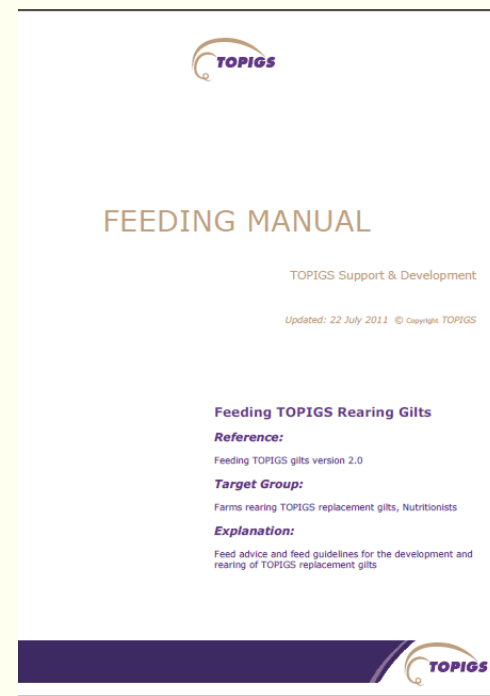 TOPIGS
FEEDING MANUAL
TOPIGS Support & Development
Updated: 22 July 2011 © Copyright TOPIGS
Feeding TOPIGS Rearing Gilts
Reference:
Feeding TOPIGS gilts version 2.0
Target Group:
Farms rearing TOPIGS replacement gilts, Nutritionists
Explanation:
Feed advice and feed guidelines for the development and
rearing of TOPIGS replacement gilts
TOPIGS